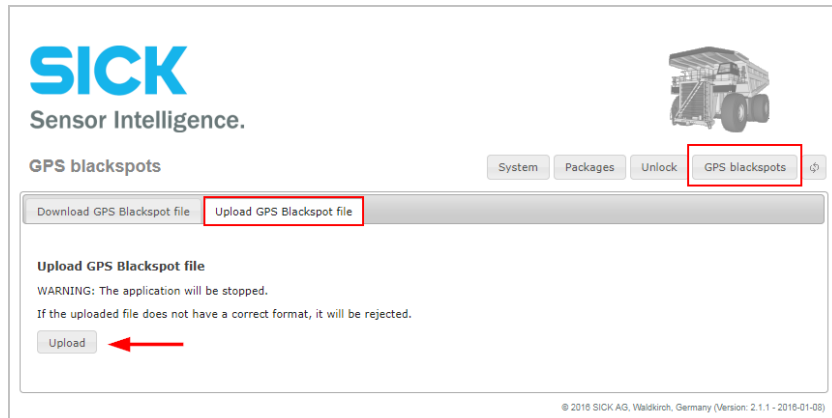 SICK
Sensor Intelligence.
GPS blackspots
System Packages Unlock GPS blackspots
Download GPS Blackspot file Upload GPS Blackspot file
Upload GPS Blackspot file
WARNING: The application will be stopped.
If the uploaded file does not have a correct format, it will be rejected.
Upload
© 2016 SICK AG, Waldkirch, Germany (Version: 2.1.1 - 2016-01-08)